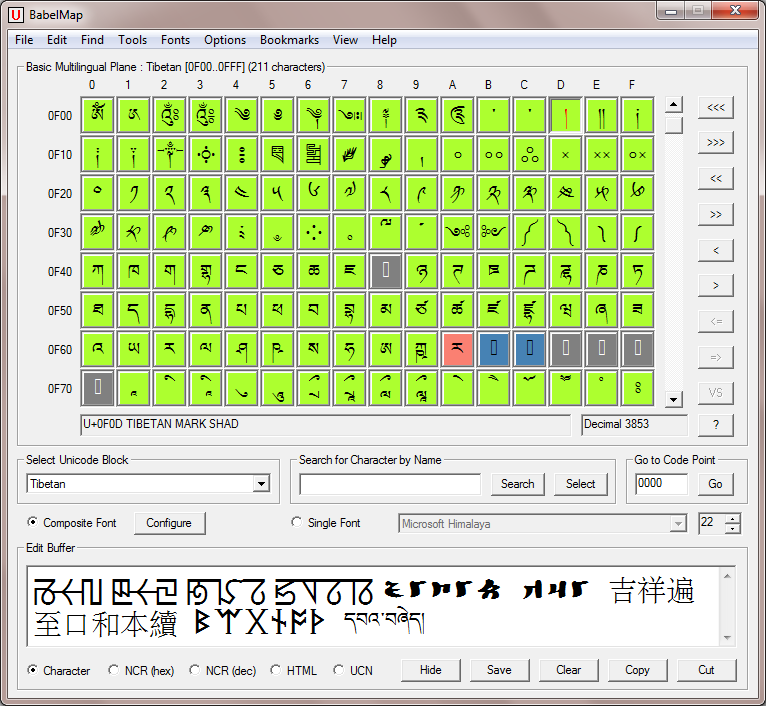 BabelMap
File Edit Find Tools Fonts Options Bookmarks View Help
Basic Multilingual Plane : Tibetan [0F00..0FFF] (211 characters)
0 1 2 3 4 5 6 7 8 9 A B C D E F
0F00 ༀ ༁ ༂ ༃ ༄ ༅ ༆ ༇ ༈ ༉ ༊ ་ ༌ ། ༎ ༏ <<<
0F10 ༐ ༑ ༒ ༓ ༔ ༕ ༖ ༗ ༘ ༙ ༚ ༛ ༜ ༝ ༞ ༟ >>>
0F20 ༠ ༡ ༢ ༣ ༤ ༥ ༦ ༧ ༨ ༩ ༪ ༫ ༬ ༭ ༮ ༯ <<
0F30 ༰ ༱ ༲ ༳ ༴ ༵ ༶ ༷ ༸ ༹ ༺ ༻ ༼ ༽ ༾ ༿ >>
<
0F40 ཀ ཁ ག གྷ ང ཅ ཆ ཇ ཉ ཊ ཋ ཌ ཌྷ ཎ ཏ >
0F50 ཐ ད དྷ ན པ ཕ བ བྷ མ ཙ ཚ ཛ ཛྷ ཝ ཞ ཟ <=
0F60 འ ཡ ར ལ ཤ ཥ ས ཧ ཨ ཀྵ ཪ =>
0F70 ཱ ི ཱི ུ ཱུ ྲྀ ཷ ླྀ ཹ ེ ཻ ོ ཽ ཾ ཿ VS
U+0F0D TIBETAN MARK SHAD Decimal 3853 ?
Select Unicode Block Search for Character by Name Go to Code Point
Tibetan Search Select 0000 Go
Composite Font Configure Single Font Microsoft Himalaya 22
Edit Buffer
吉祥遍
至口和本續 ᛒᛠᚷᚾᚩᚦ དབའ་བཞེད།
Character NCR (hex) NCR (dec) HTML UCN Hide Save Clear Copy Cut